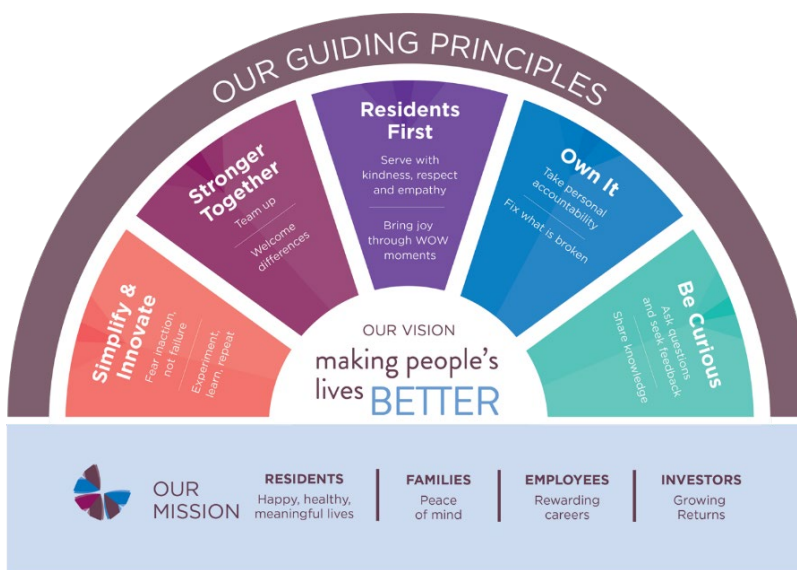 OUR GUIDING PRINCIPLES
Simplify &
Innovate
Fear inaction,
not failure
Experiment,
learn, repeat
Stronger
Together
Team up
Welcome
differences
Residents
First
Serve with
kindness, respect
and empathy
Bring joy
through WOW
moments
Own It
Take personal
accountability
Fix what is broken
Be Curious
Ask questions
and seek feedback
Share knowledge
OUR VISION
making people's
lives BETTER
OUR
MISSION
RESIDENTS
Happy, healthy,
meaningful lives
FAMILIES
Peace
of mind
EMPLOYEES
Rewarding
careers
INVESTORS
Growing
Returns